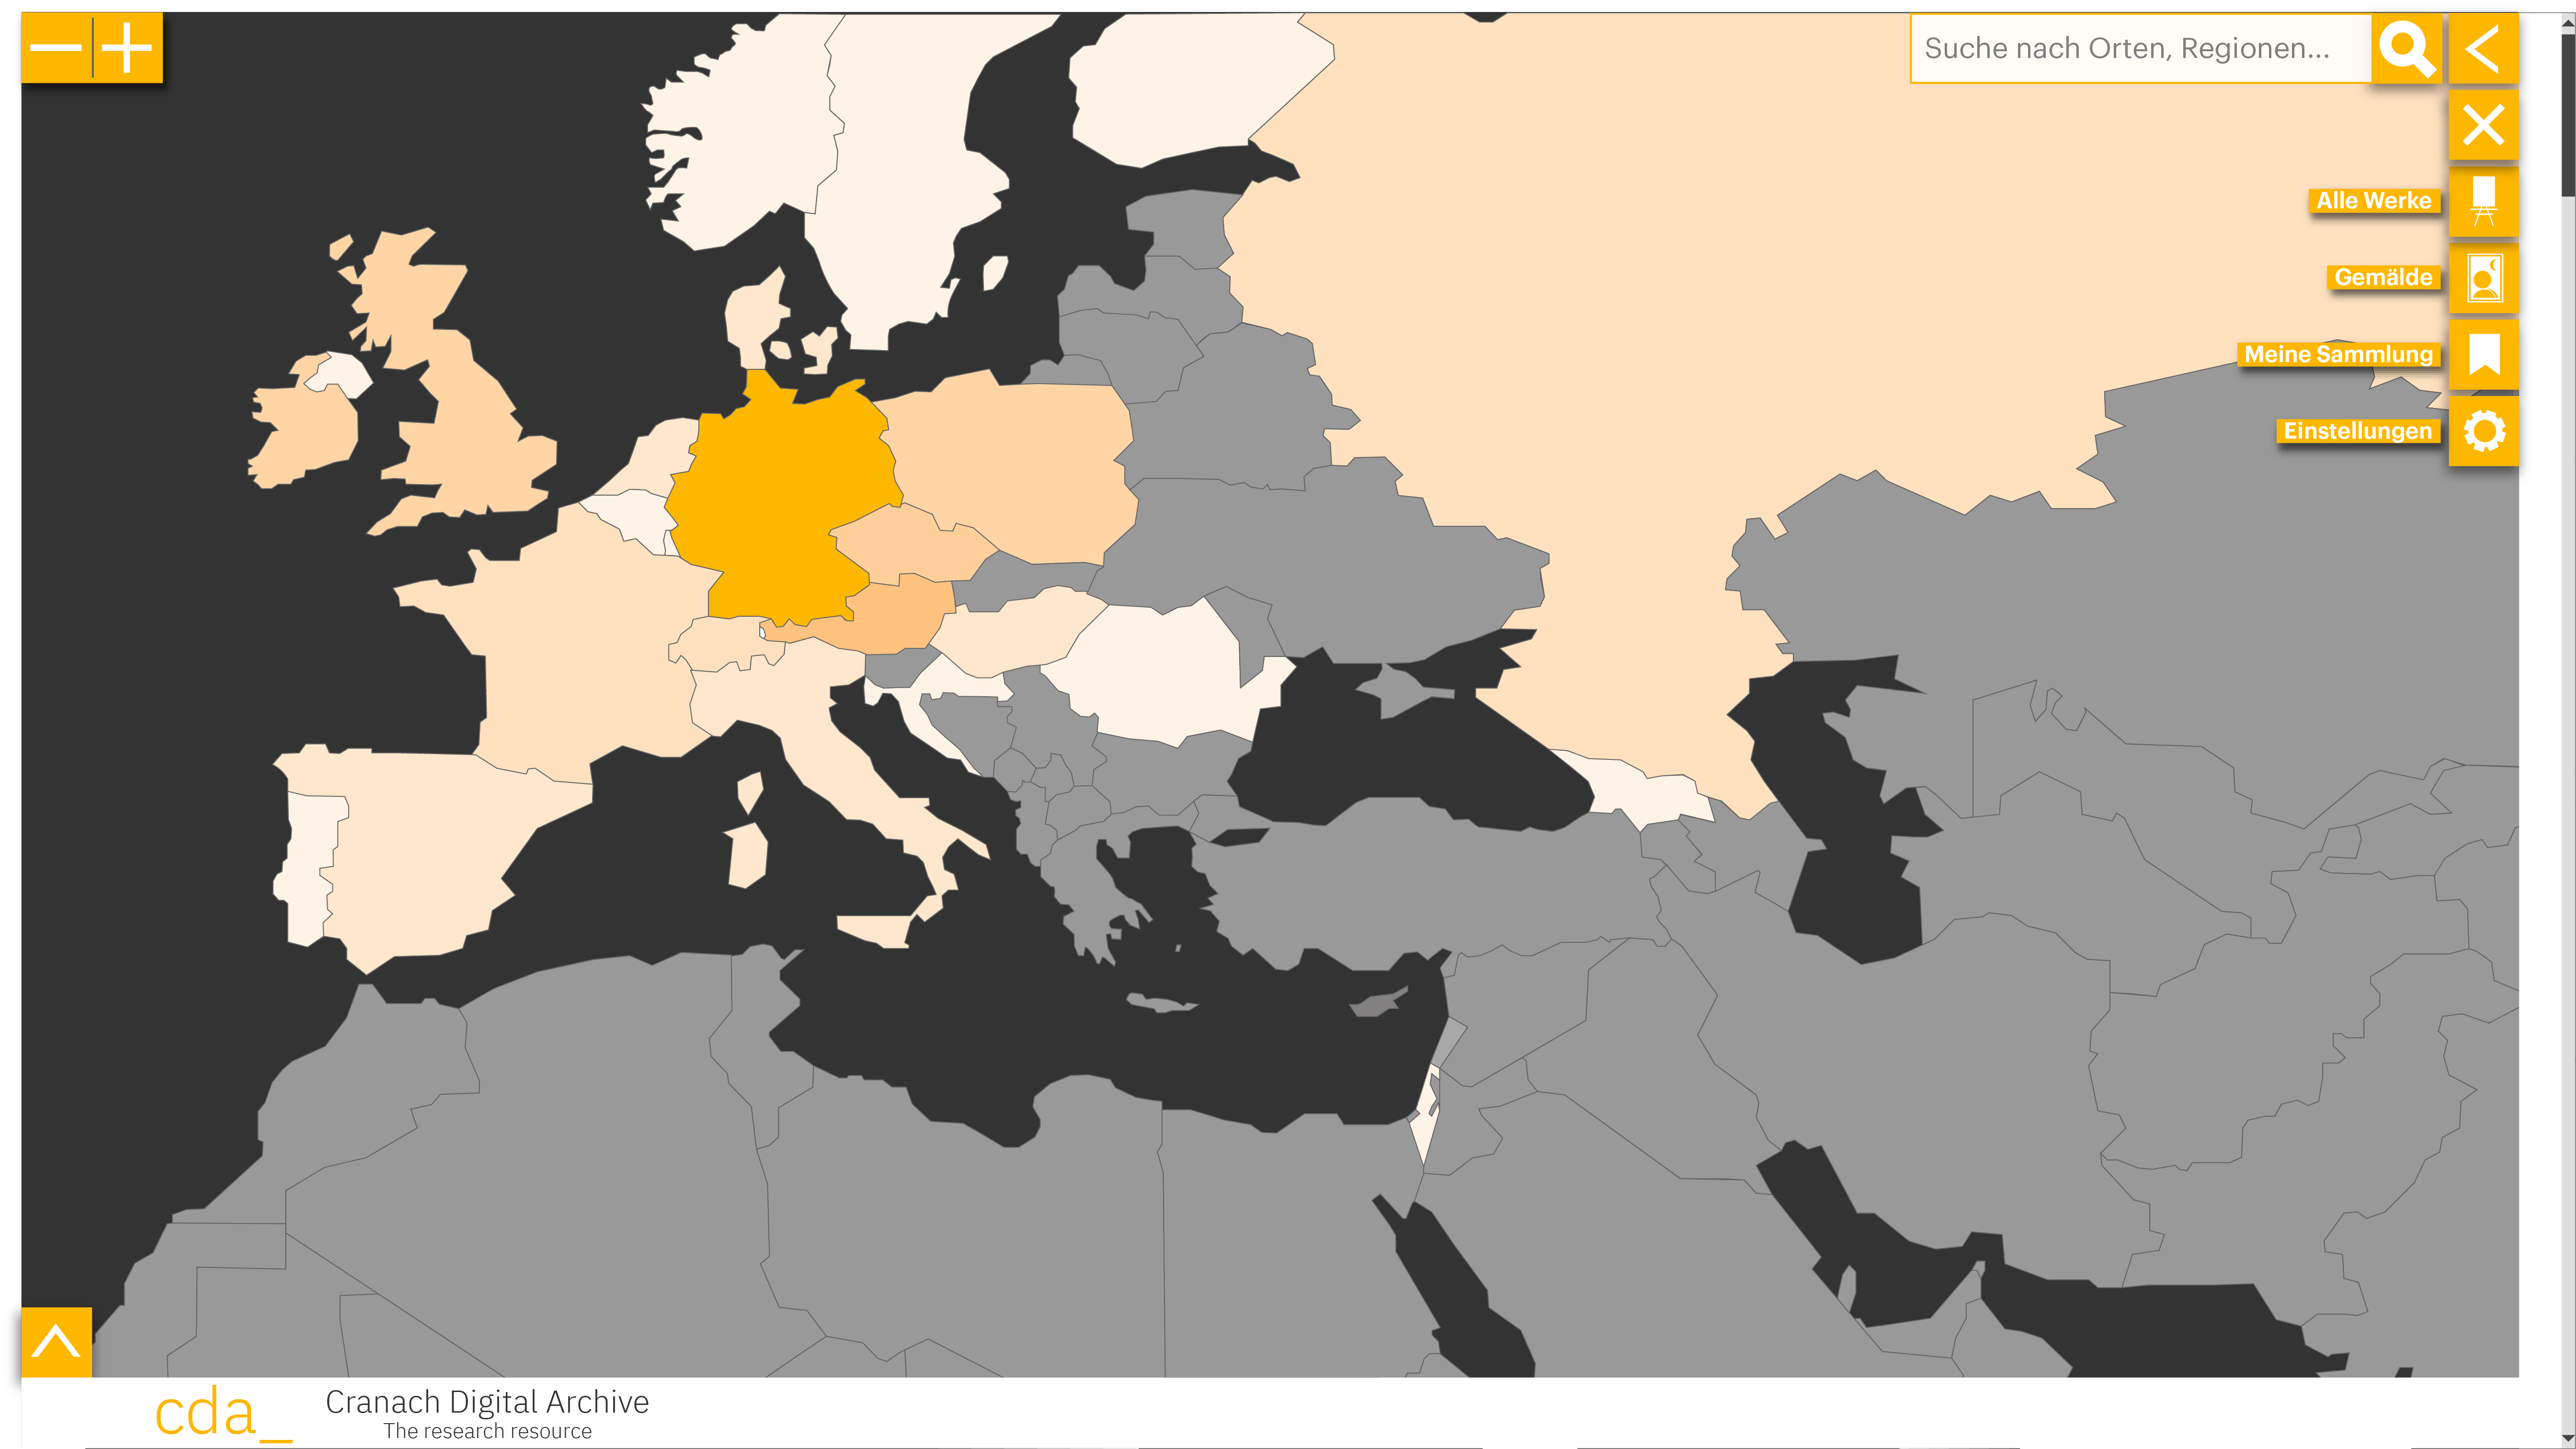 Suche nach Orten, Regionen...
Alle Werke
Gemälde
Meine Sammlung
Einstellungen
cda_
Cranach Digital Archive
The research resource